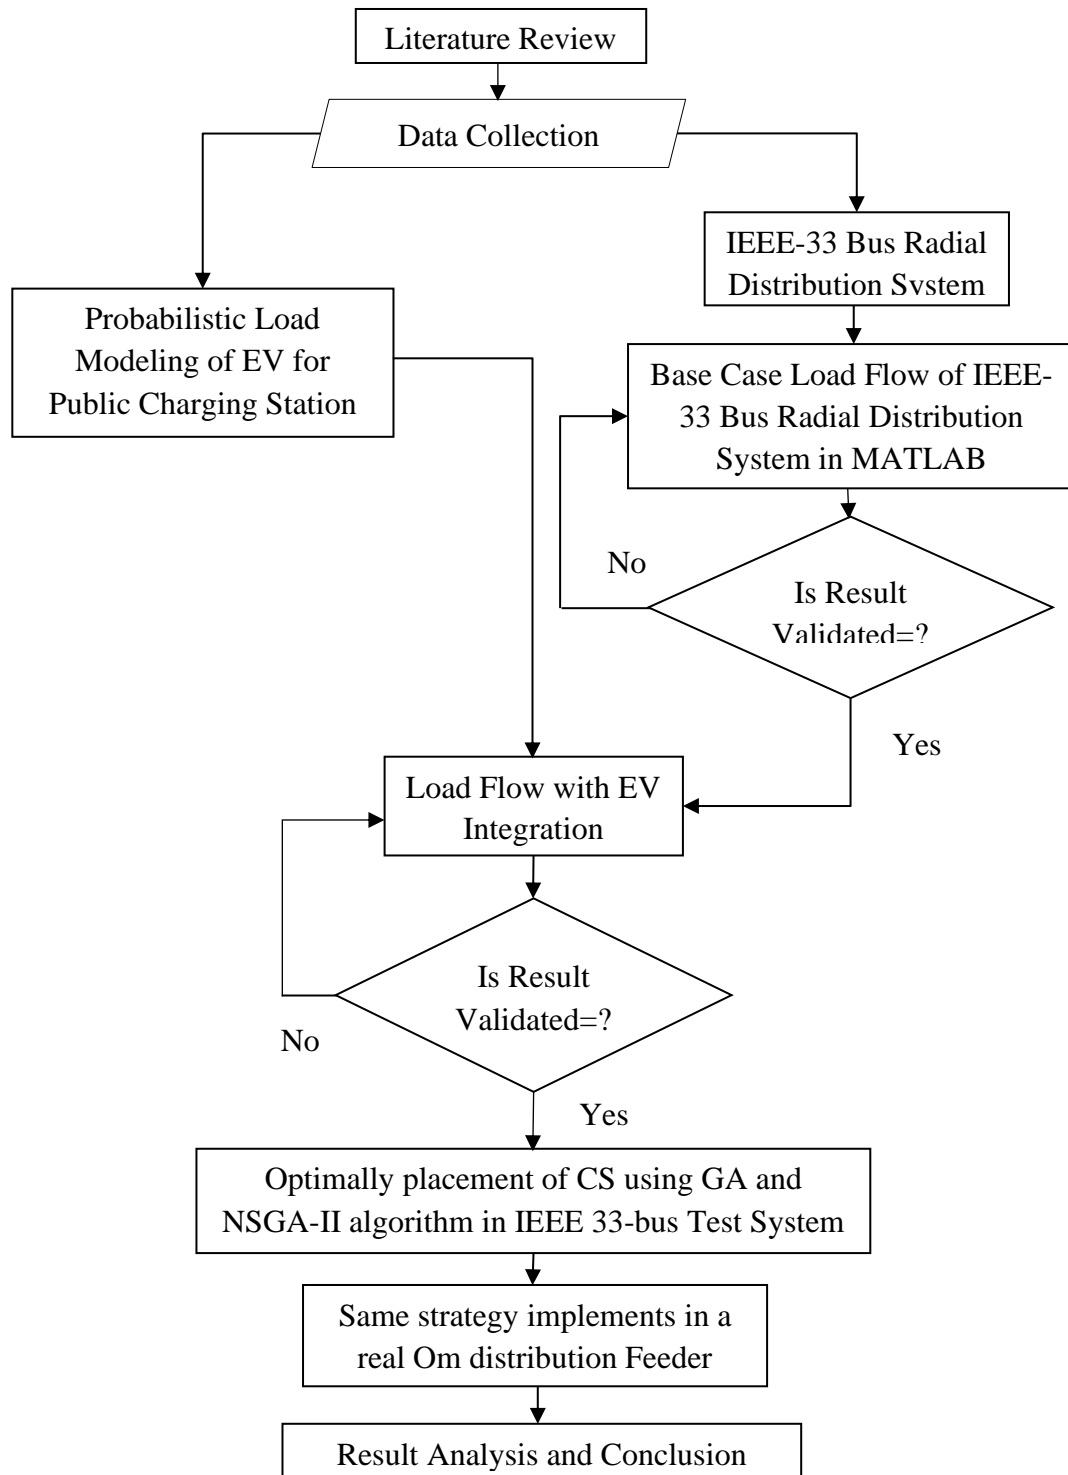 Literature Review
Data Collection
IEEE-33 Bus Radial
Distribution System
Probabilistic Load
Modeling of EV for
Public Charging Station
Base Case Load Flow of IEEE-
33 Bus Radial Distribution
System in MATLAB
No
Is Result
Validated=?
Yes
Load Flow with EV
Integration
Is Result
Validated=?
No
Yes
Optimally placement of CS using GA and
NSGA-II algorithm in IEEE 33-bus Test System
Same strategy implements in a
real Om distribution Feeder
Result Analysis and Conclusion